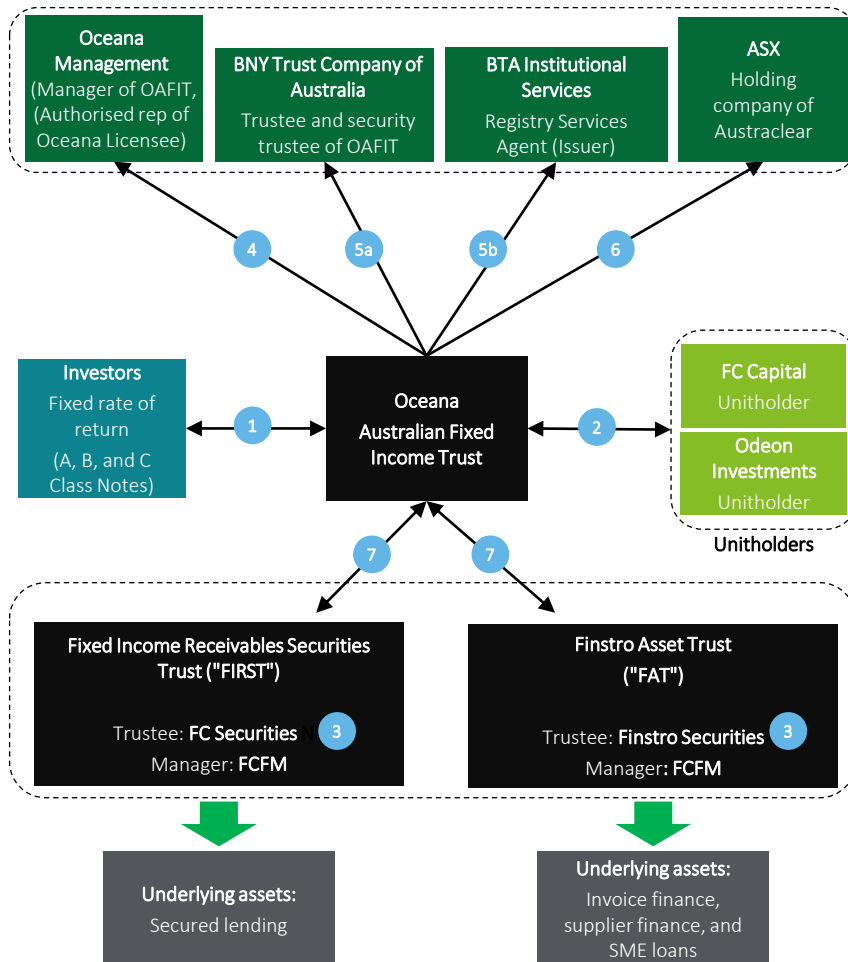 Oceana
Management
(Manager of OAFIT,
(Authorised rep of
Oceana Licensee)
BNY Trust Company of
Australia
Trustee and security
trustee of OAFIT
BTA Institutional
Services
Registry Services
Agent (Issuer)
ASX
Holding
company of
Austraclear
4
5a
5b
6
Investors
Fixed rate of
return
(A, B, and C
Class Notes)
1
Oceana
Australian Fixed
Income Trust
2
FC Capital
Unitholder
Odeon
Investments
Unitholder
Unitholders
7
7
Fixed Income Receivables Securities
Trust ("FIRST")
Trustee: FC Securities
3
Manager: FCFM
Finstro Asset Trust
("FAT")
Trustee: Finstro Securities
3
Manager: FCFM
Underlying assets:
Secured lending
Underlying assets:
Invoice finance,
supplier finance, and
SME loans